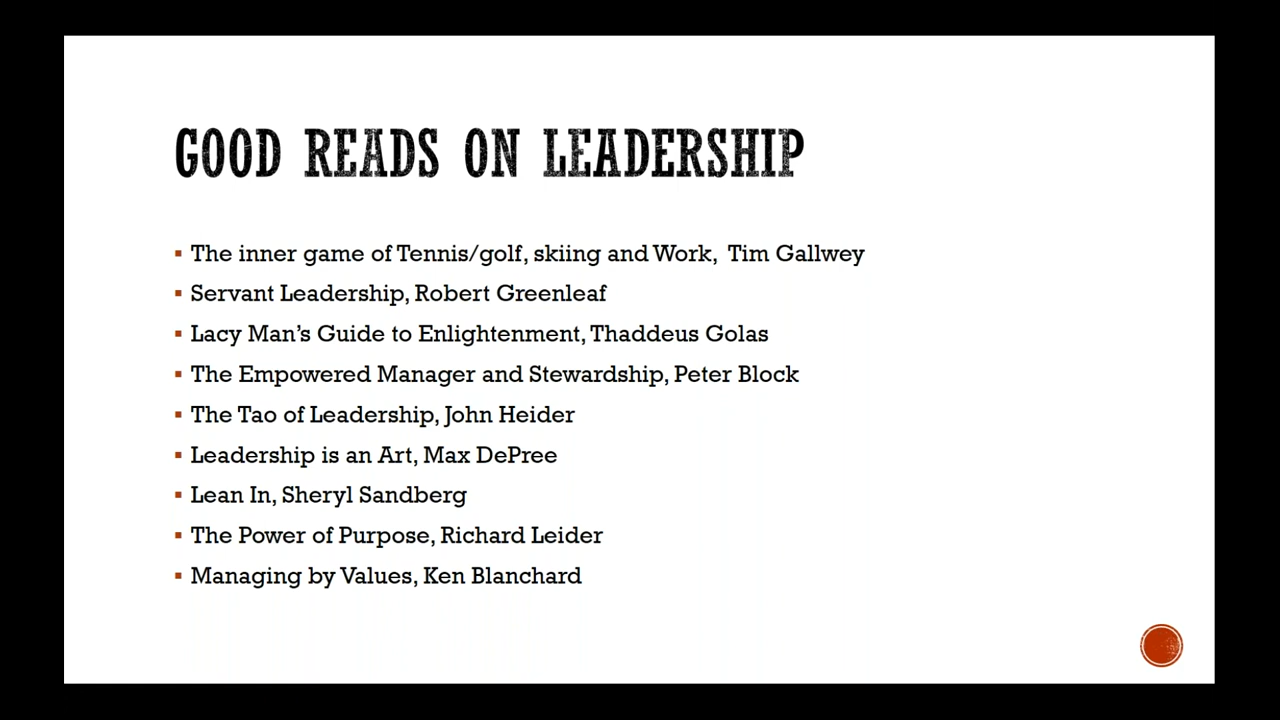 GOOD READS ON LEADERSHIP
The inner game of Tennis/golf, skiing and Work, Tim Gallwey
Servant Leadership, Robert Greenleaf
Lacy Man's Guide to Enlightenment, Thaddeus Golas
The Empowered Manager and Stewardship, Peter Block
The Tao of Leadership, John Heider
Leadership is an Art, Max DePree
Lean In, Sheryl Sandberg
The Power of Purpose, Richard Leider
Managing by Values, Ken Blanchard